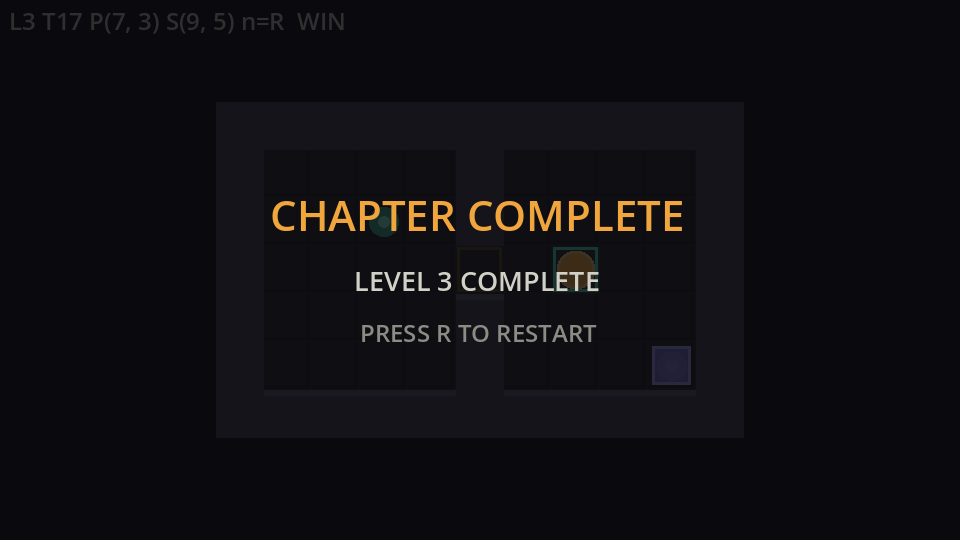 L3 T17 P(7, 3) S(9, 5) n=R  WIN
CHAPTER COMPLETE
LEVEL 3 COMPLETE
PRESS R TO RESTART